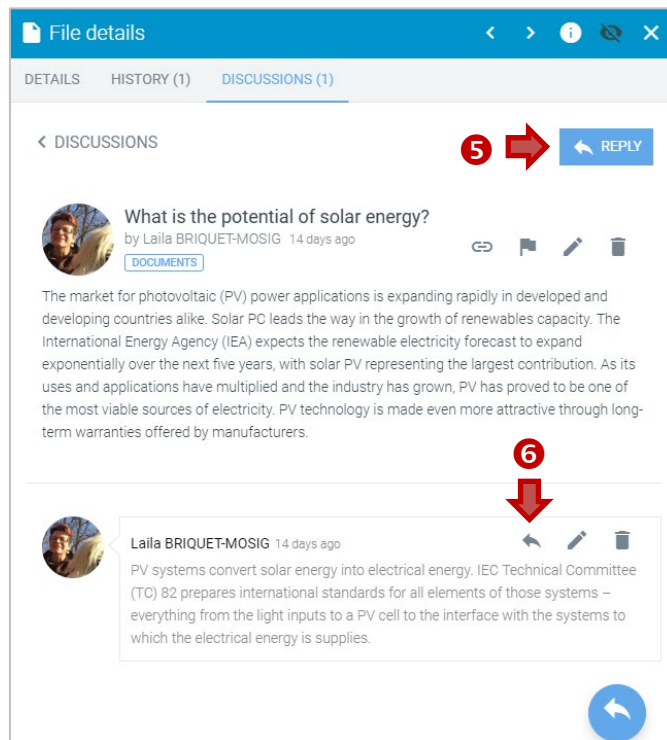 File details
DETAILS HISTORY (1) DISCUSSIONS (1)
< DISCUSSIONS
5
REPLY
What is the potential of solar energy?
by Laila BRIQUET-MOSIG 14 days ago
DOCUMENTS
The market for photovoltaic (PV) power applications is expanding rapidly in developed and
developing countries alike. Solar PC leads the way in the growth of renewables capacity. The
International Energy Agency (IEA) expects the renewable electricity forecast to expand
exponentially over the next five years, with solar PV representing the largest contribution. As its
uses and applications have multiplied and the industry has grown, PV has proved to be one of
the most viable sources of electricity. PV technology is made even more attractive through long-
term warranties offered by manufacturers.
6
Laila BRIQUET-MOSIG 14 days ago
PV systems convert solar energy into electrical energy. IEC Technical Committee
(TC) 82 prepares international standards for all elements of those systems –
everything from the light inputs to a PV cell to the interface with the systems to
which the electrical energy is supplies.